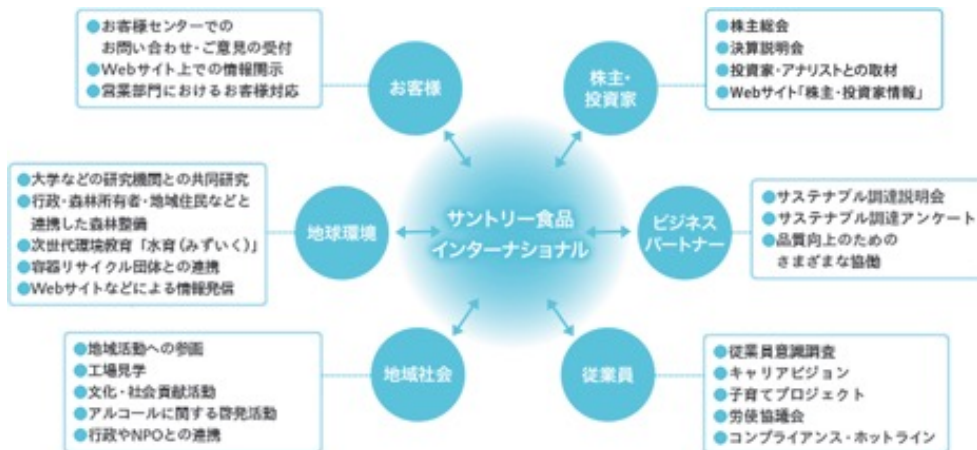 ●お客様センターでの
お問い合わせ・ご意見の受付
●Webサイト上での情報開示
●営業部門におけるお客様対応
お客様
株主・
投資家
●株主総会
●決算説明会
●投資家・アナリストとの取材
●Webサイト「株主・投資家情報」
●大学などの研究機関との共同研究
●行政・森林所有者・地域住民などと
連携した森林整備
●次世代環境教育「水育(みずいく)」
●容器リサイクル団体との連携
●Webサイトなどによる情報発信
地球環境
サントリー食品
インターナショナル
ビジネス
パートナー
●サステナブル調達説明会
●サステナブル調達アンケート
●品質向上のための
さまざまな協働
●地域活動への参画
●工場見学
●文化・社会貢献活動
●アルコールに関する啓発活動
●行政やNPOとの連携
地域社会
従業員
●従業員意識調査
●キャリアビジョン
●子育てプロジェクト
●労使協議会
●コンプライアンス・ホットライン